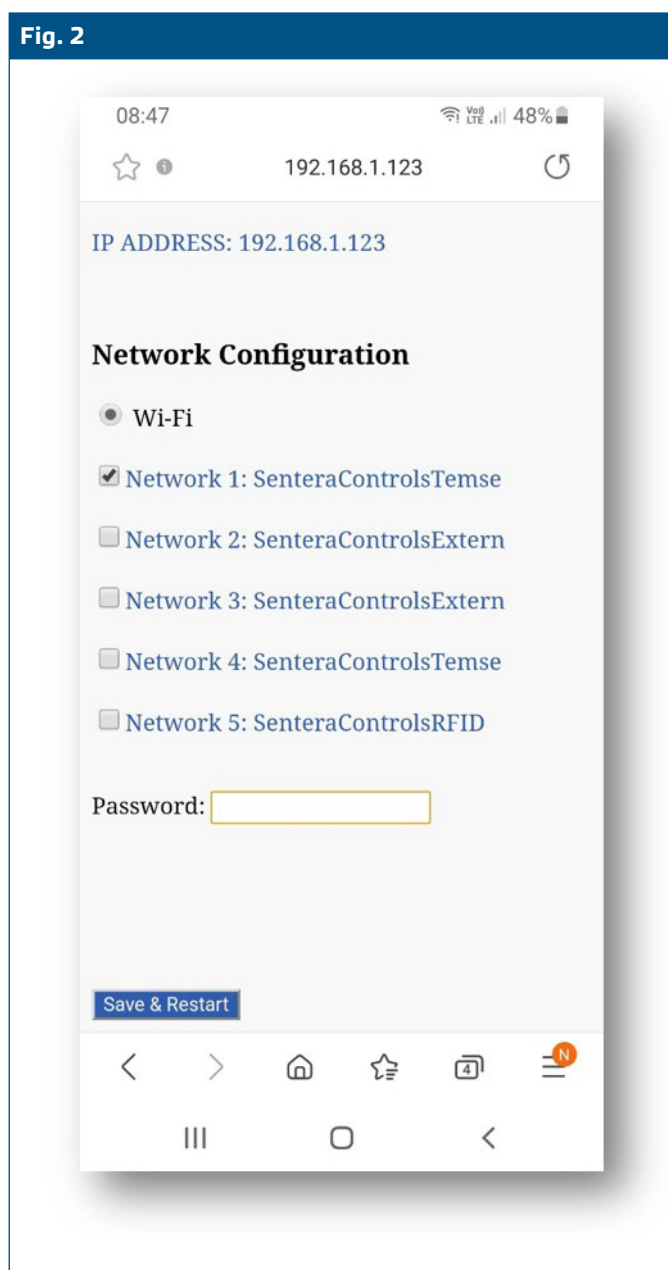 Fig. 2
08:47 Vo)) LTE 48%
192.168.1.123
IP ADDRESS: 192.168.1.123
Network Configuration
Wi-Fi
Network 1: SenteraControlsTemse
Network 2: SenteraControlsExtern
Network 3: SenteraControlsExtern
Network 4: SenteraControlsTemse
Network 5: SenteraControlsRFID
Password:
Save & Restart
4 N